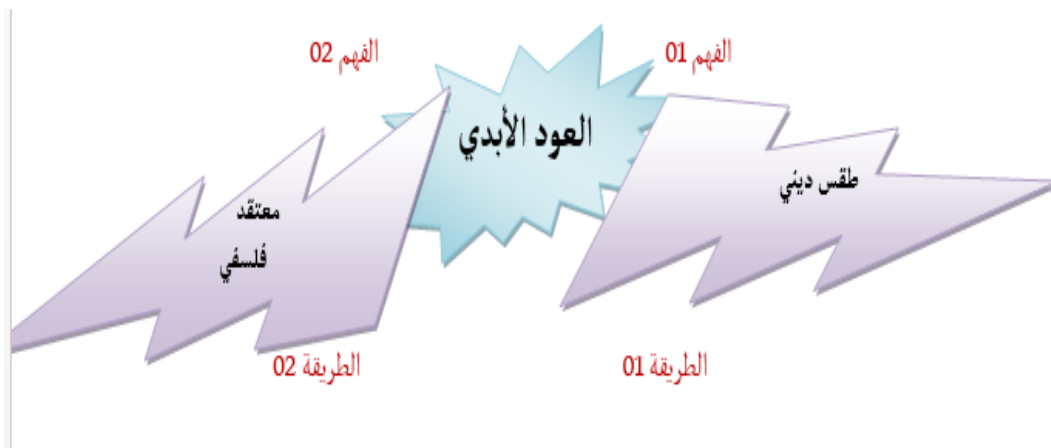 الفهم 01
الفهم 02
العود الأبدي
طقس ديني
معتقد
فلسفي
الطريقة 01
الطريقة 02